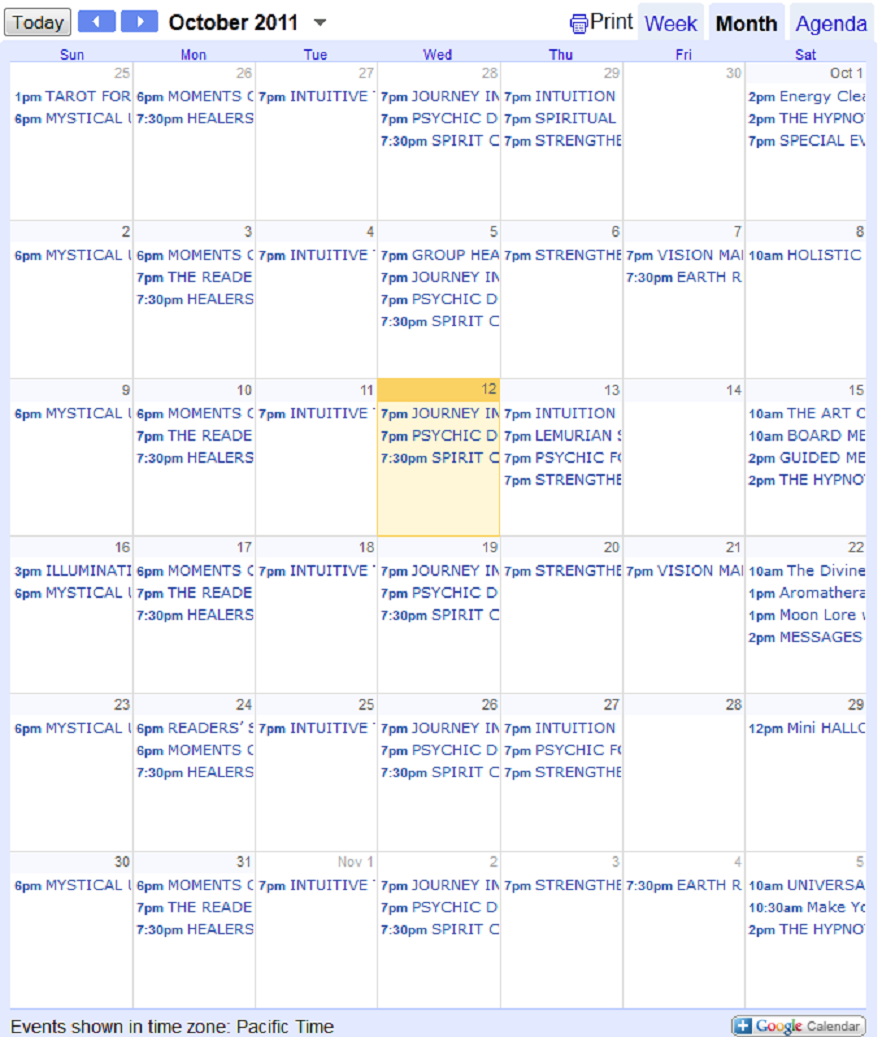 Today October 2011 Print Week Month Agenda
Sun Mon Tue Wed Thu Fri Sat
25 26 27 28 29 30 Oct 1
1pm TAROT FOR 6pm MOMENTS 7pm INTUITIVE 7pm JOURNEY IN 7pm INTUITION 2pm Energy Clea
6pm MYSTICAL 7:30pm HEALERS 7pm PSYCHIC D 7pm SPIRITUAL 2pm THE HYPNO
7:30pm SPIRIT C 7pm STRENGTHE 7pm SPECIAL EV
2 3 4 5 6 7 8
6pm MYSTICAL 6pm MOMENTS 7pm INTUITIVE 7pm GROUP HEA 7pm STRENGTHE 7pm VISION MA 10am HOLISTIC
7pm THE READE 7pm JOURNEY IN 7:30pm EARTH R
7:30pm HEALERS 7pm PSYCHIC D
7:30pm SPIRIT C
9 10 11 12 13 14 15
6pm MYSTICAL 6pm MOMENTS 7pm INTUITIVE 7pm JOURNEY IN 7pm INTUITION 10am THE ART O
7pm THE READE 7pm PSYCHIC D 7pm LEMURIAN 10am BOARD ME
7:30pm HEALERS 7:30pm SPIRIT C 7pm PSYCHIC FO 2pm GUIDED ME
7pm STRENGTHE 2pm THE HYPNO
16 17 18 19 20 21 22
3pm ILLUMINATI 6pm MOMENTS 7pm INTUITIVE 7pm JOURNEY IN 7pm STRENGTHE 7pm VISION MA 10am The Divine
6pm MYSTICAL 7pm THE READE 7pm PSYCHIC D 1pm Aromathera
7:30pm HEALERS 7:30pm SPIRIT C 1pm Moon Lore
2pm MESSAGES
23 24 25 26 27 28 29
6pm MYSTICAL 6pm READERS' 7pm INTUITIVE 7pm JOURNEY IN 7pm INTUITION 12pm Mini HALLO
6pm MOMENTS 7pm PSYCHIC D 7pm PSYCHIC FO
7:30pm HEALERS 7:30pm SPIRIT C 7pm STRENGTHE
30 31 Nov 1 2 3 4 5
6pm MYSTICAL 6pm MOMENTS 7pm INTUITIVE 7pm JOURNEY IN 7pm STRENGTHE 7:30pm EARTH R 10am UNIVERSA
7pm THE READE 7pm PSYCHIC D 10:30am Make Yo
7:30pm HEALERS 7:30pm SPIRIT C 2pm THE HYPNO
Events shown in time zone: Pacific Time Google Calendar